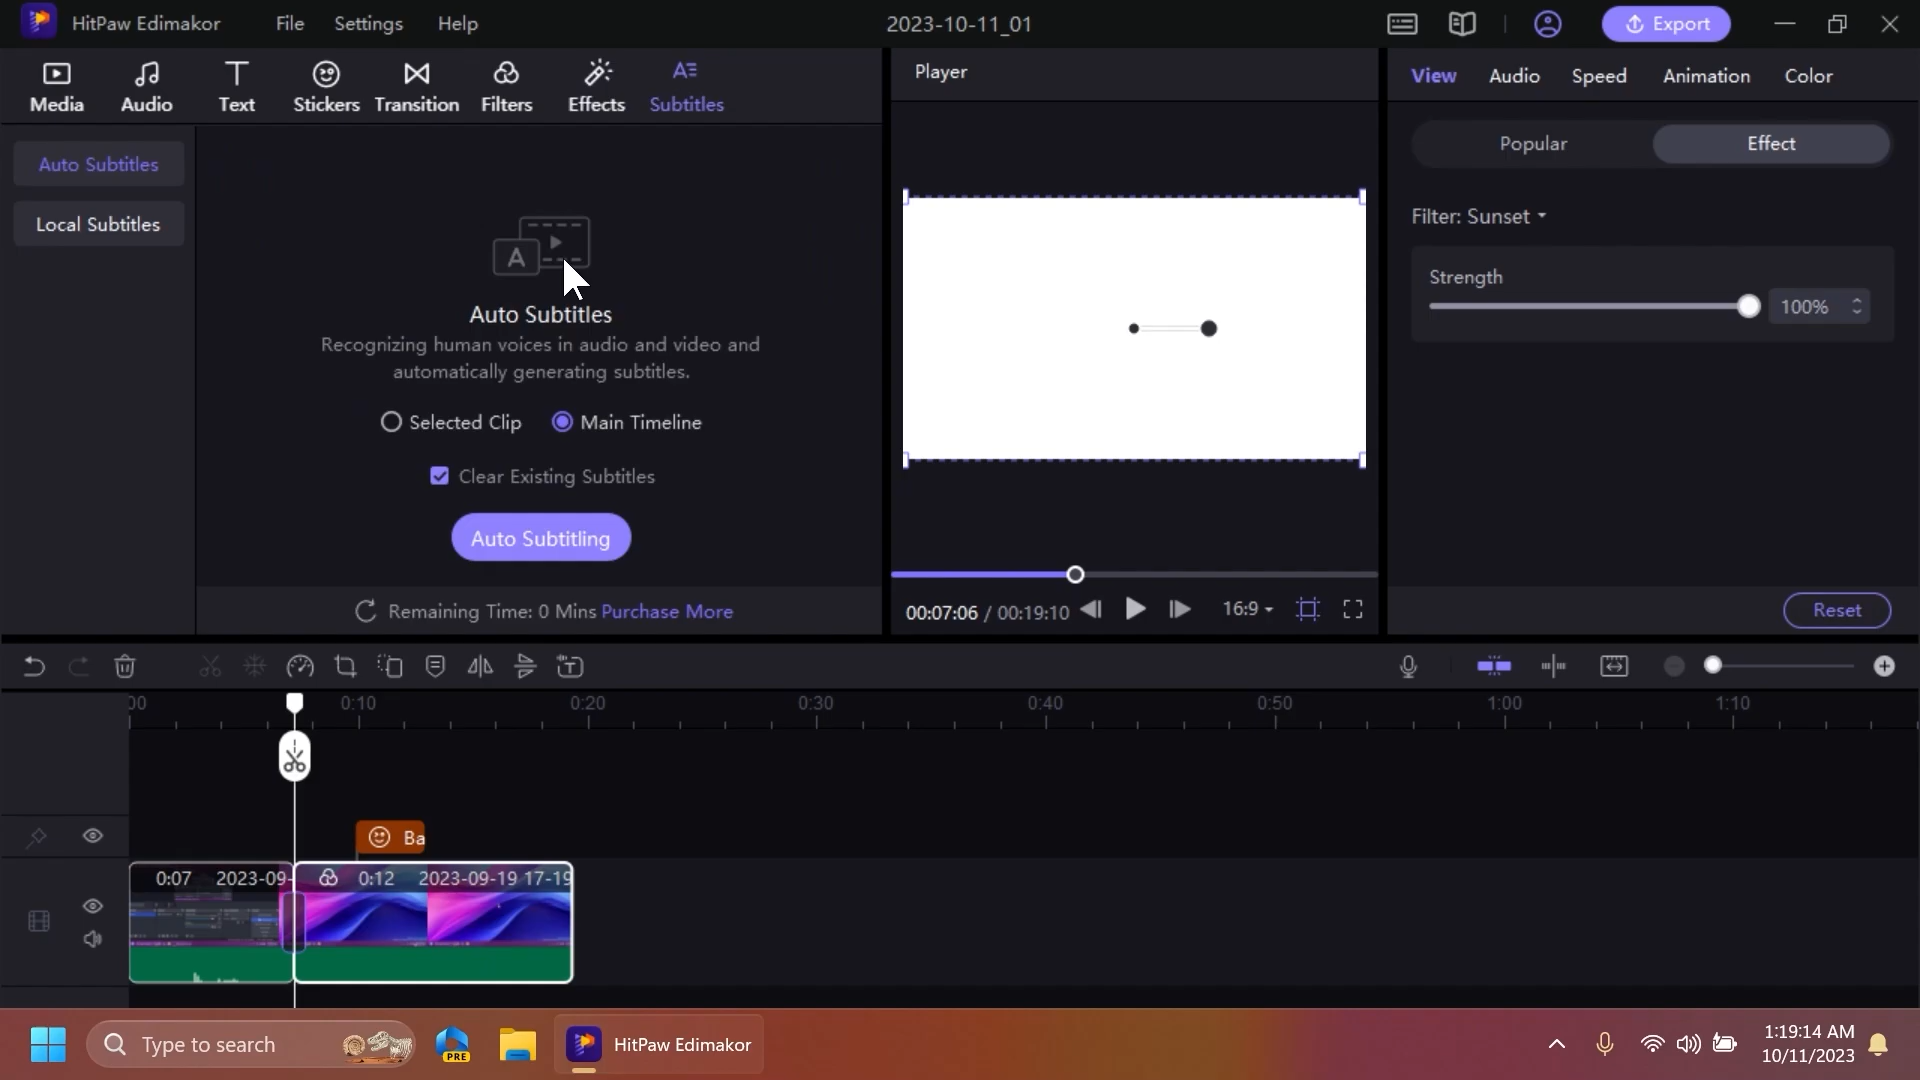 HitPaw Edimakor File Settings Help 2023-10-11_01 Export
Media Audio Text Stickers Transition Filters Effects Subtitles
Player
View Audio Speed Animation Color
Auto Subtitles
Local Subtitles
A
Auto Subtitles
Recognizing human voices in audio and video and
automatically generating subtitles.
Selected Clip Main Timeline
Clear Existing Subtitles
Auto Subtitling
Remaining Time: 0 Mins Purchase More
00:07:06 / 00:19:10 16:9
Popular Effect
Filter: Sunset
Strength
100%
Reset
00 0:10 0:20 0:30 0:40 0:50 1:00 1:10
Ba
0:07 2023-09- 0:12 2023-09-19 17-19
Type to search PRE HitPaw Edimakor 1:19:14 AM
10/11/2023